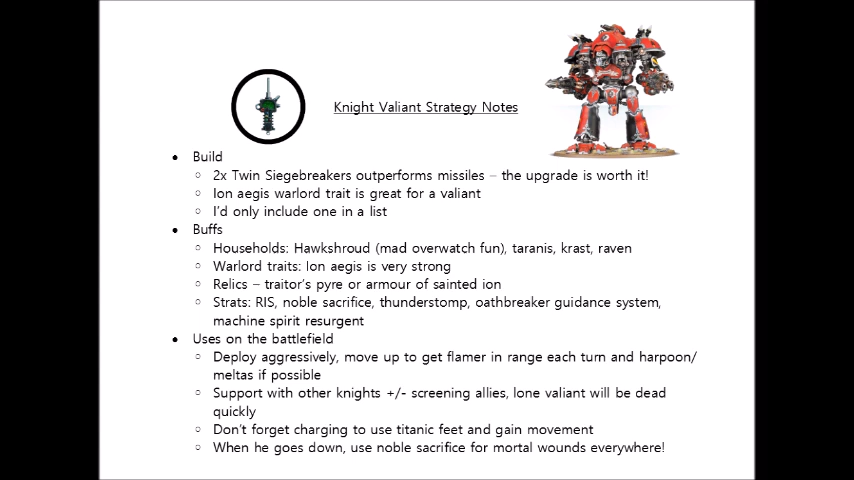 Knight Valiant Strategy Notes
• Build
○ 2x Twin Siegebreakers outperforms missiles – the upgrade is worth it!
○ Ion aegis warlord trait is great for a valiant
○ I'd only include one in a list
• Buffs
○ Households: Hawkshroud (mad overwatch fun), taranis, krast, raven
○ Warlord traits: Ion aegis is very strong
○ Relics – traitor's pyre or armour of sainted ion
○ Strats: RIS, noble sacrifice, thunderstomp, oathbreaker guidance system,
machine spirit resurgent
• Uses on the battlefield
○ Deploy aggressively, move up to get flamer in range each turn and harpoon/
meltas if possible
○ Support with other knights +/- screening allies, lone valiant will be dead
quickly
○ Don't forget charging to use titanic feet and gain movement
○ When he goes down, use noble sacrifice for mortal wounds everywhere!